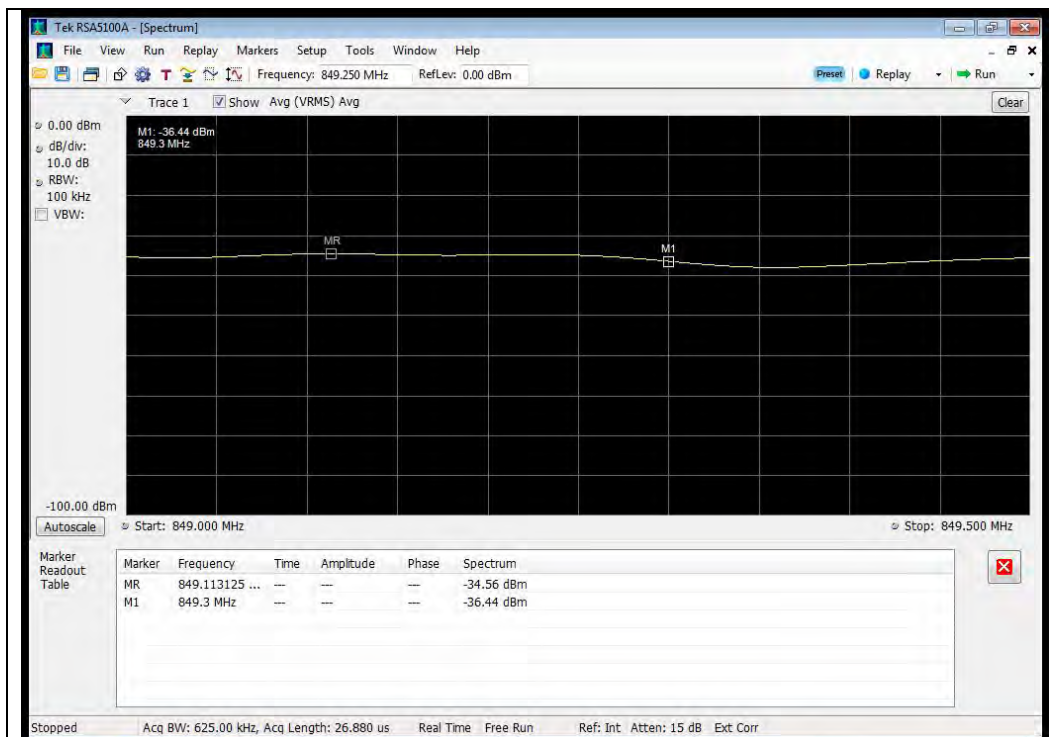 Tek RSA5100A - [Spectrum]
File View Run Replay Markers Setup Tools Window Help
T Frequency: 849.250 MHz RefLev: 0.00 dBm Preset Replay Run
Trace 1 Show Avg (VRMS) Avg Clear
0.00 dBm
dB/div:
10.0 dB
RBW:
100 kHz
VBW:
M1: -36.44 dBm
849.3 MHz
MR
M1
-100.00 dBm
Autoscale Start: 849.000 MHz Stop: 849.500 MHz
Marker
Readout
Table
Marker Frequency Time Amplitude Phase Spectrum
MR 849.113125 ... --- --- --- -34.56 dBm
M1 849.3 MHz --- --- --- -36.44 dBm
Stopped Acq BW: 625.00 kHz, Acq Length: 26.880 us Real Time Free Run Ref: Int Atten: 15 dB Ext Corr